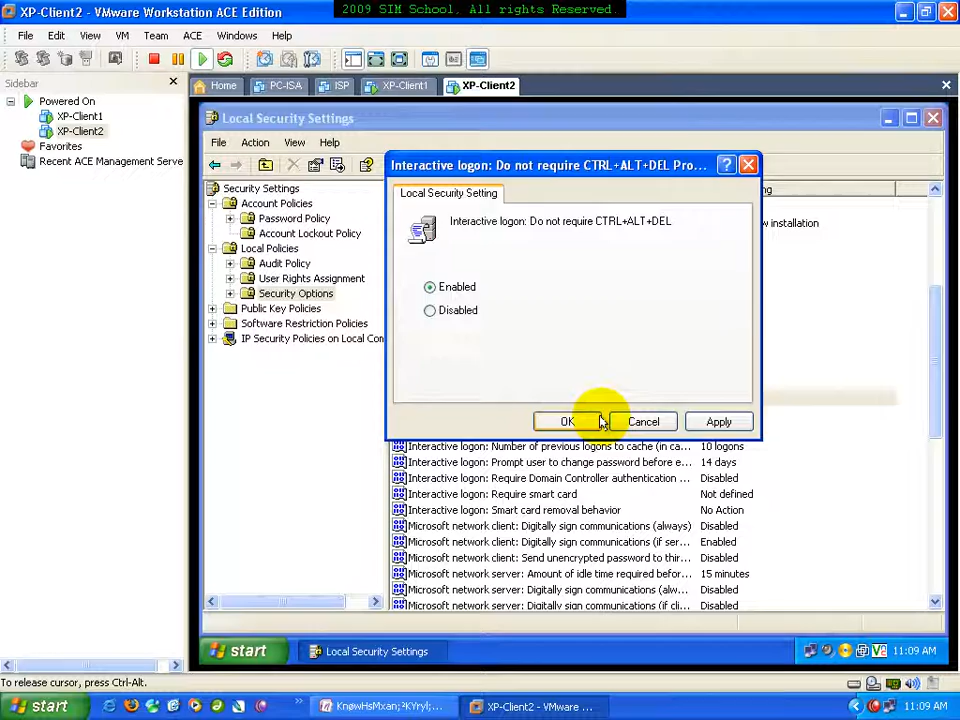 XP-Client2 - VMware Workstation ACE Edition
2009 SIM School, All rights Reserved.
File Edit View VM Team ACE Windows Help
Sidebar
Powered On
XP-Client1
XP-Client2
Favorites
Recent ACE Management Serve
Home PC-ISA ISP XP-Client1 XP-Client2
Local Security Settings
File Action View Help
Security Settings
Account Policies
Password Policy
Account Lockout Policy
Local Policies
Audit Policy
User Rights Assignment
Security Options
Public Key Policies
Software Restriction Policies
IP Security Policies on Local Con
Interactive logon: Do not require CTRL+ALT+DEL Pro...
Local Security Setting
Interactive logon: Do not require CTRL+ALT+DEL
Enabled
Disabled
OK Cancel Apply
ng
w installation
Interactive logon: Number of previous logons to cache (in ca... 10 logons
Interactive logon: Prompt user to change password before e... 14 days
Interactive logon: Require Domain Controller authentication ... Disabled
Interactive logon: Require smart card Not defined
Interactive logon: Smart card removal behavior No Action
Microsoft network client: Digitally sign communications (always) Disabled
Microsoft network client: Digitally sign communications (if ser... Enabled
Microsoft network client: Send unencrypted password to thir... Disabled
Microsoft network server: Amount of idle time required befor... 15 minutes
Microsoft network server: Digitally sign communications (alw... Disabled
Microsoft network server: Digitally sign communications (if cli... Disabled
start Local Security Settings 11:09 AM
To release cursor, press Ctrl-Alt.
start XP-Client2 - VMware ... 11:09 AM